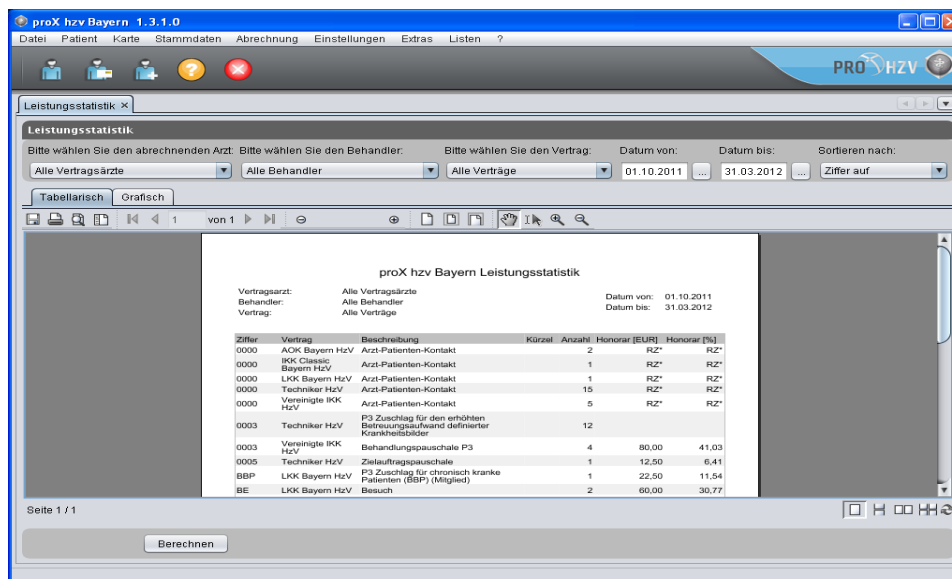 proX hzv Bayern 1.3.1.0
Datei Patient Karte Stammdaten Abrechnung Einstellungen Extras Listen ?
PRO HZV
Leistungsstatistik
Leistungsstatistik
Bitte wählen Sie den abrechnenden Arzt: Bitte wählen Sie den Behandler: Bitte wählen Sie den Vertrag: Datum von: Datum bis: Sortieren nach:
Alle Vertragsärzte Alle Behandler Alle Verträge 01.10.2011 ... 31.03.2012 ... Ziffer auf
Tabellarisch Grafisch
1 von 1
proX hzv Bayern Leistungsstatistik
Vertragsarzt: Alle Vertragsärzte
Behandler: Alle Behandler
Vertrag: Alle Verträge
Datum von: 01.10.2011
Datum bis: 31.03.2012
Ziffer Vertrag Beschreibung Kürzel Anzahl Honorar [EUR] Honorar [%]
0000 AOK Bayern HzV Arzt-Patienten-Kontakt 2 RZ* RZ*
0000 IKK Classic Bayern HzV Arzt-Patienten-Kontakt 1 RZ* RZ*
0000 LKK Bayern HzV Arzt-Patienten-Kontakt 1 RZ* RZ*
0000 Techniker HzV Arzt-Patienten-Kontakt 15 RZ* RZ*
0000 Vereinigte IKK HzV Arzt-Patienten-Kontakt 5 RZ* RZ*
0003 Techniker HzV P3 Zuschlag für den erhöhten Betreuungsaufwand definierter Krankheitsbilder 12
0003 Vereinigte IKK HzV Behandlungspauschale P3 4 80,00 41,03
0005 Techniker HzV Zielauftragspauschale 1 12,50 6,41
BBP LKK Bayern HzV P3 Zuschlag für chronisch kranke Patienten (BBP) (Mitglied) 1 22,50 11,54
BE LKK Bayern HzV Besuch 2 60,00 30,77
Seite 1 / 1
Berechnen